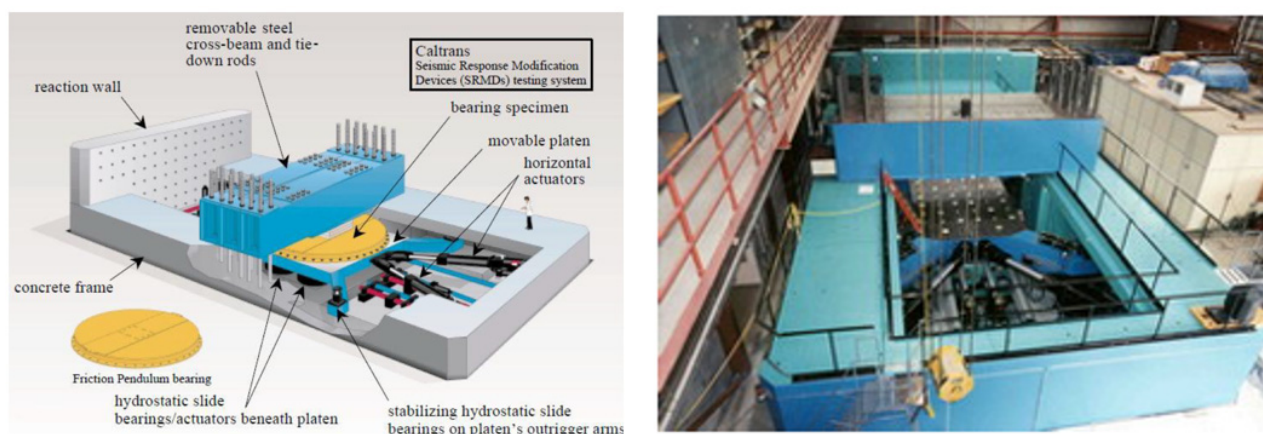 removable steel
cross-beam and tie-
down rods
Caltrans
Seismic Response Modification
Devices (SRMDs) testing system
reaction wall
bearing specimen
movable platen
horizontal
actuators
concrete frame
Friction Pendulum bearing
hydrostatic slide
bearings/actuators beneath platen
stabilizing hydrostatic slide
bearings on platen's outrigger arms